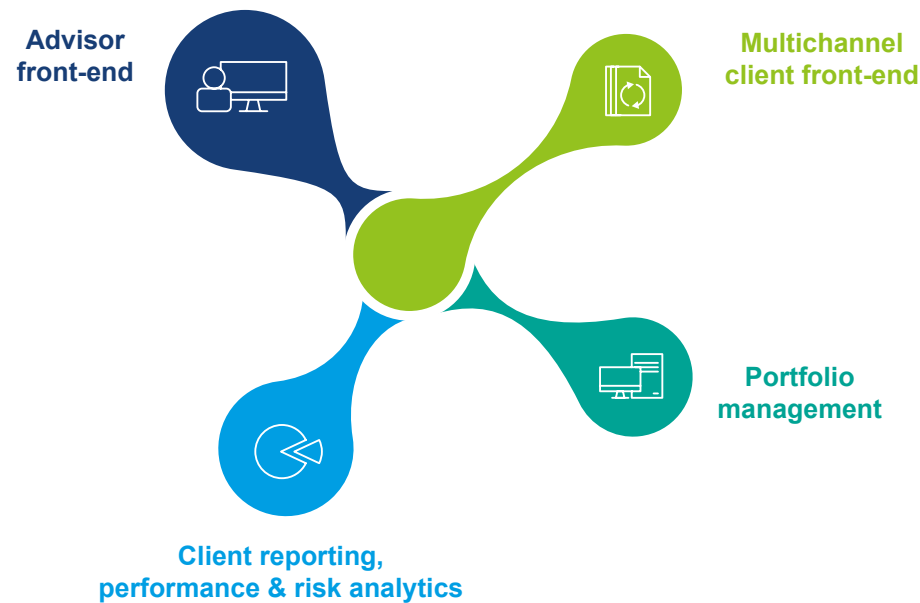 Advisor
front-end
Multichannel
client front-end
Portfolio
management
Client reporting,
performance & risk analytics